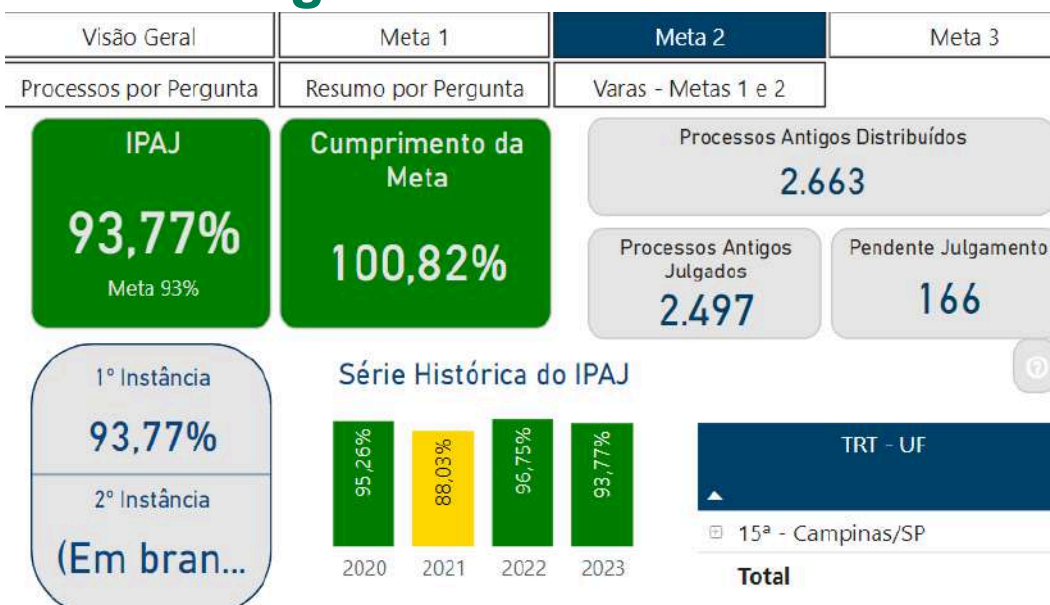 Visão Geral
Meta 1
Meta 2
Meta 3
Processos por Pergunta
Resumo por Pergunta
Varas - Metas 1 e 2
IPAJ
93,77%
Meta 93%
Cumprimento da
Meta
100,82%
Processos Antigos Distribuídos
2.663
Processos Antigos
Julgados
2.497
Pendente Julgamento
166
1º Instância
93,77%
2º Instância
(Em bran...
Série Histórica do IPAJ
95,26%
88,03%
96,75%
93,77%
2020
2021
2022
2023
TRT - UF
15ª - Campinas/SP
Total